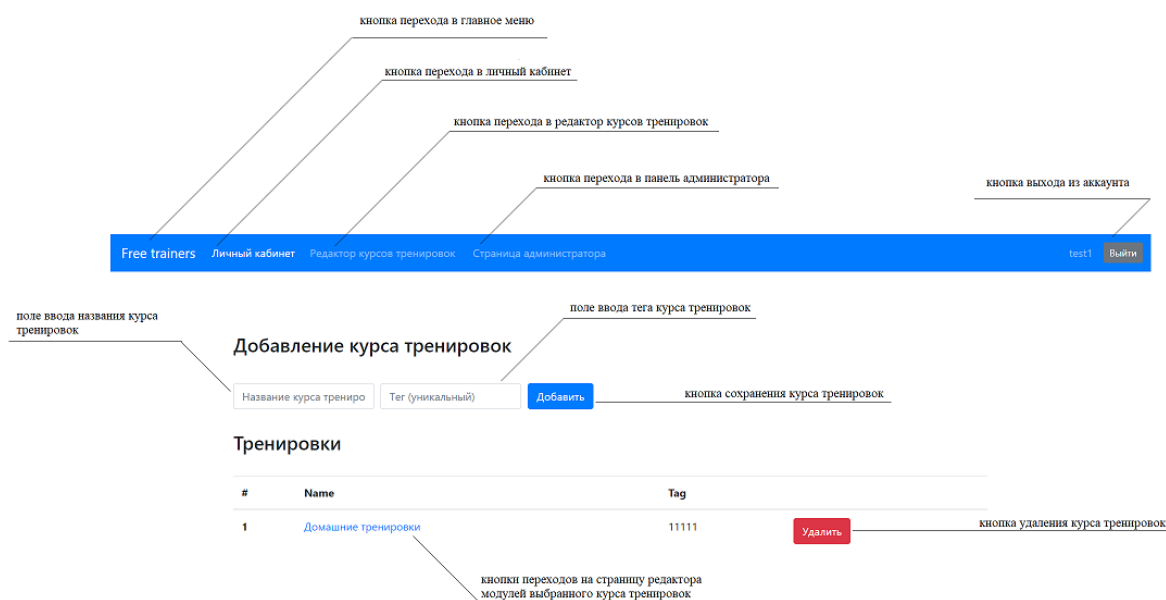 кнопка перехода в главное меню
кнопка перехода в личный кабинет
кнопка перехода в редактор курсов тренировок
кнопка перехода в панель администратора
кнопка выхода из аккаунта
Free trainers Личный кабинет Редактор курсов тренировок Страница администратора test1 Выйти
поле ввода названия курса
тренировок
поле ввода тега курса тренировок
Добавление курса тренировок
Название курса трениро Тег (уникальный) Добавить
кнопка сохранения курса тренировок
Тренировки
# Name Tag
1 Домашние тренировки 11111 Удалить
кнопка удаления курса тренировок
кнопки переходов на страницу редактора
модулей выбранного курса тренировок